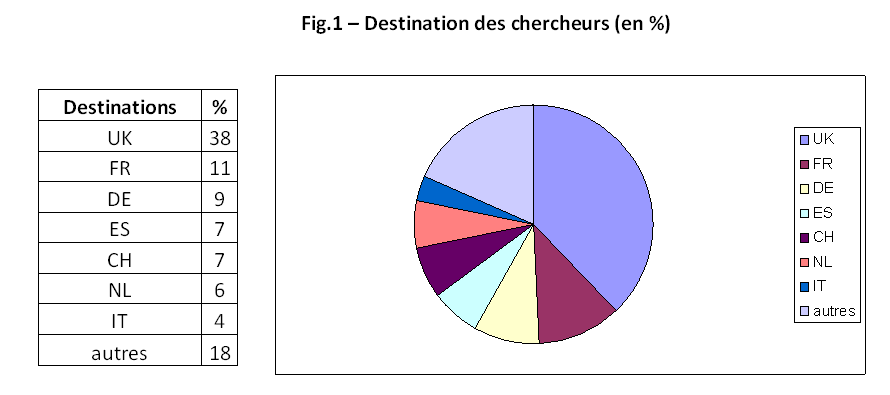 Fig.1 – Destination des chercheurs (en %)
Destinations %
UK 38
FR 11
DE 9
ES 7
CH 7
NL 6
IT 4
autres 18
UK
FR
DE
ES
CH
NL
IT
autres